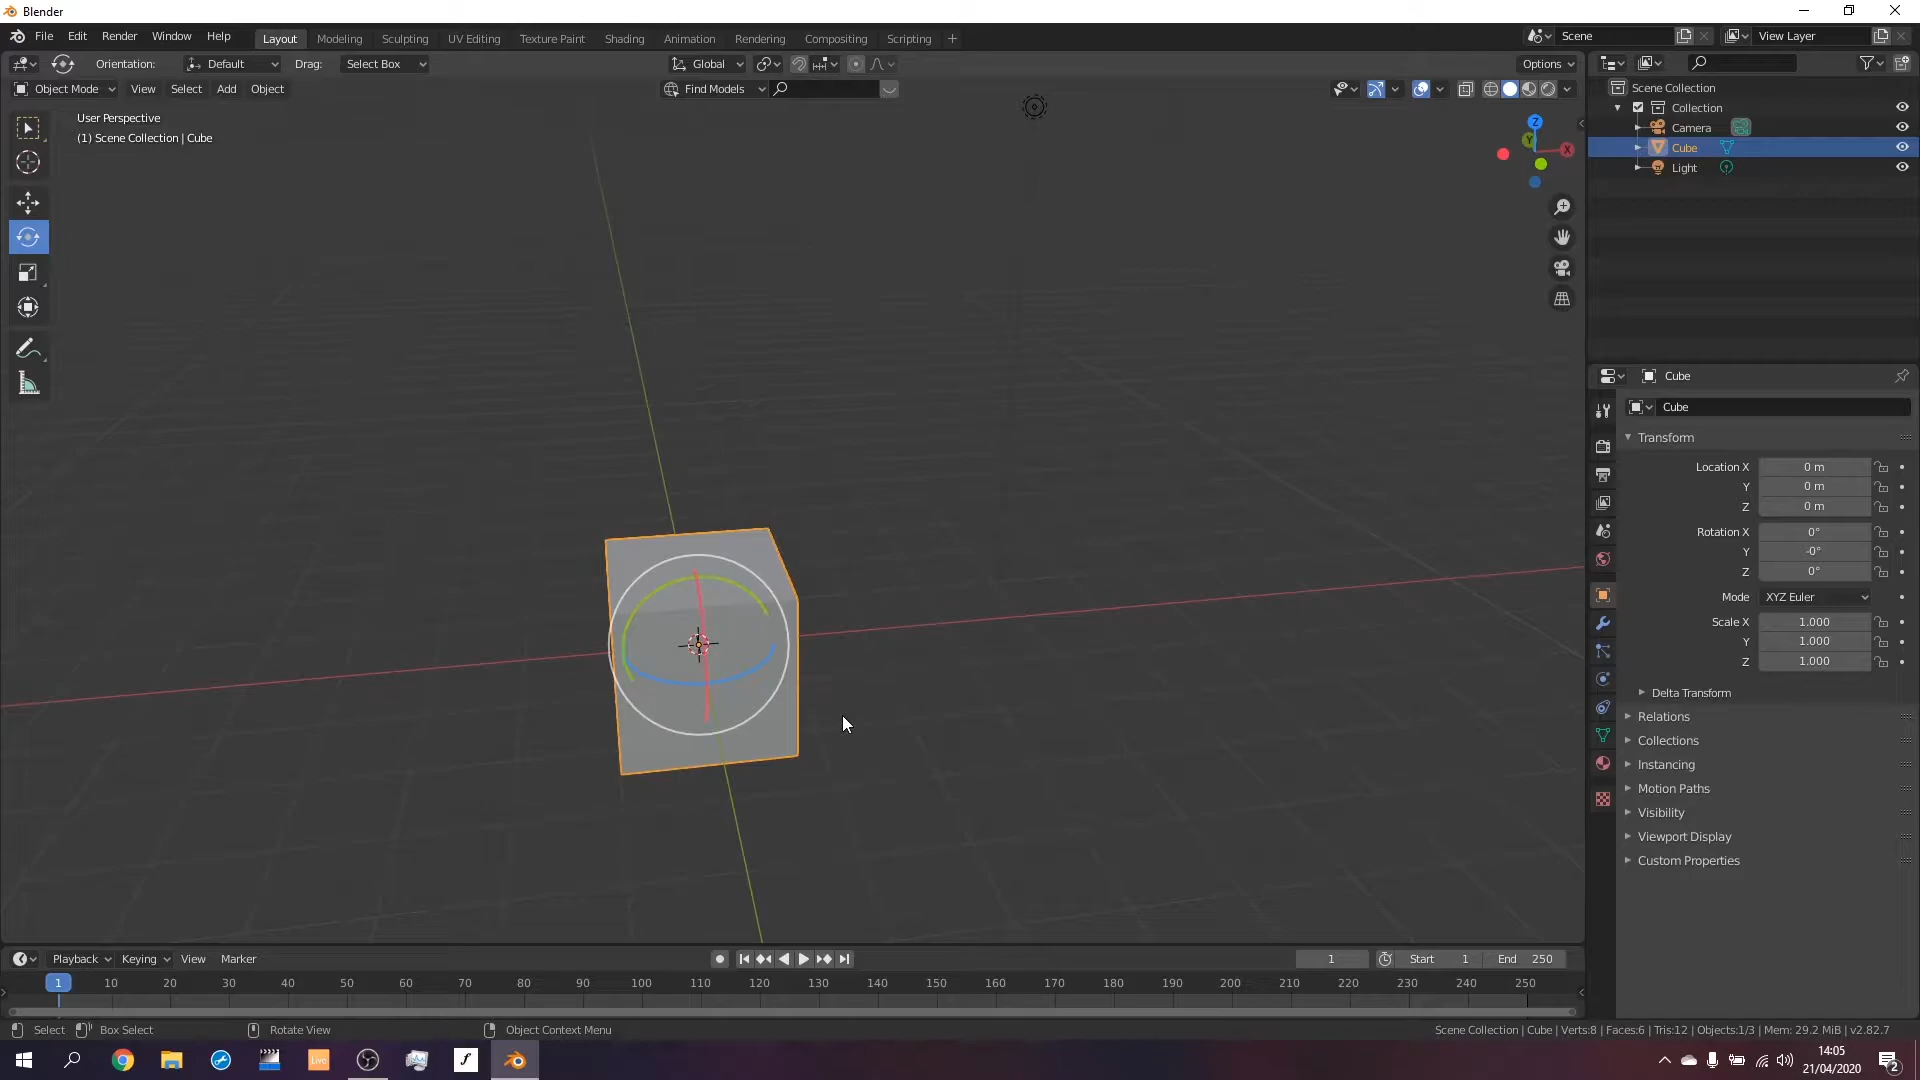 Blender
File Edit Render Window Help Layout Modeling Sculpting UV Editing Texture Paint Shading Animation Rendering Compositing Scripting + Scene View Layer
Orientation: Default Drag: Select Box Global Options
Object Mode View Select Add Object Find Models
User Perspective
(1) Scene Collection | Cube
Z
Y
X
Scene Collection
Collection
Camera
Cube
Light
Cube
Cube
Transform
Location X 0 m
Y 0 m
Z 0 m
Rotation X 0°
Y -0°
Z 0°
Mode XYZ Euler
Scale X 1.000
Y 1.000
Z 1.000
Delta Transform
Relations
Collections
Instancing
Motion Paths
Visibility
Viewport Display
Custom Properties
Playback Keying View Marker 1 Start 1 End 250
1 10 20 30 40 50 60 70 80 90 100 110 120 130 140 150 160 170 180 190 200 210 220 230 240 250
Select Box Select Rotate View Object Context Menu Scene Collection | Cube | Verts:8 | Faces:6 | Tris:12 | Objects:1/3 | Mem: 29.2 MiB | v2.82.7
Live
f
14:05
21/04/2020
2